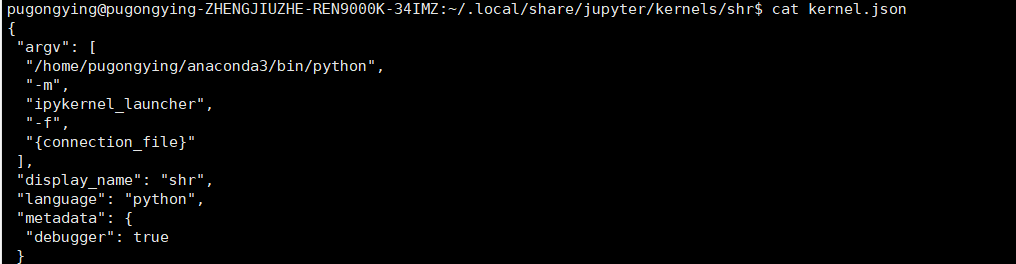 pugongying@pugongying-ZHENGJIUZHE-REN9000K-34IMZ:~/.local/share/jupyter/kernels/shr$ cat kernel.json
{
 "argv": [
  "/home/pugongying/anaconda3/bin/python",
  "-m",
  "ipykernel_launcher",
  "-f",
  "{connection_file}"
 ],
 "display_name": "shr",
 "language": "python",
 "metadata": {
  "debugger": true
 }